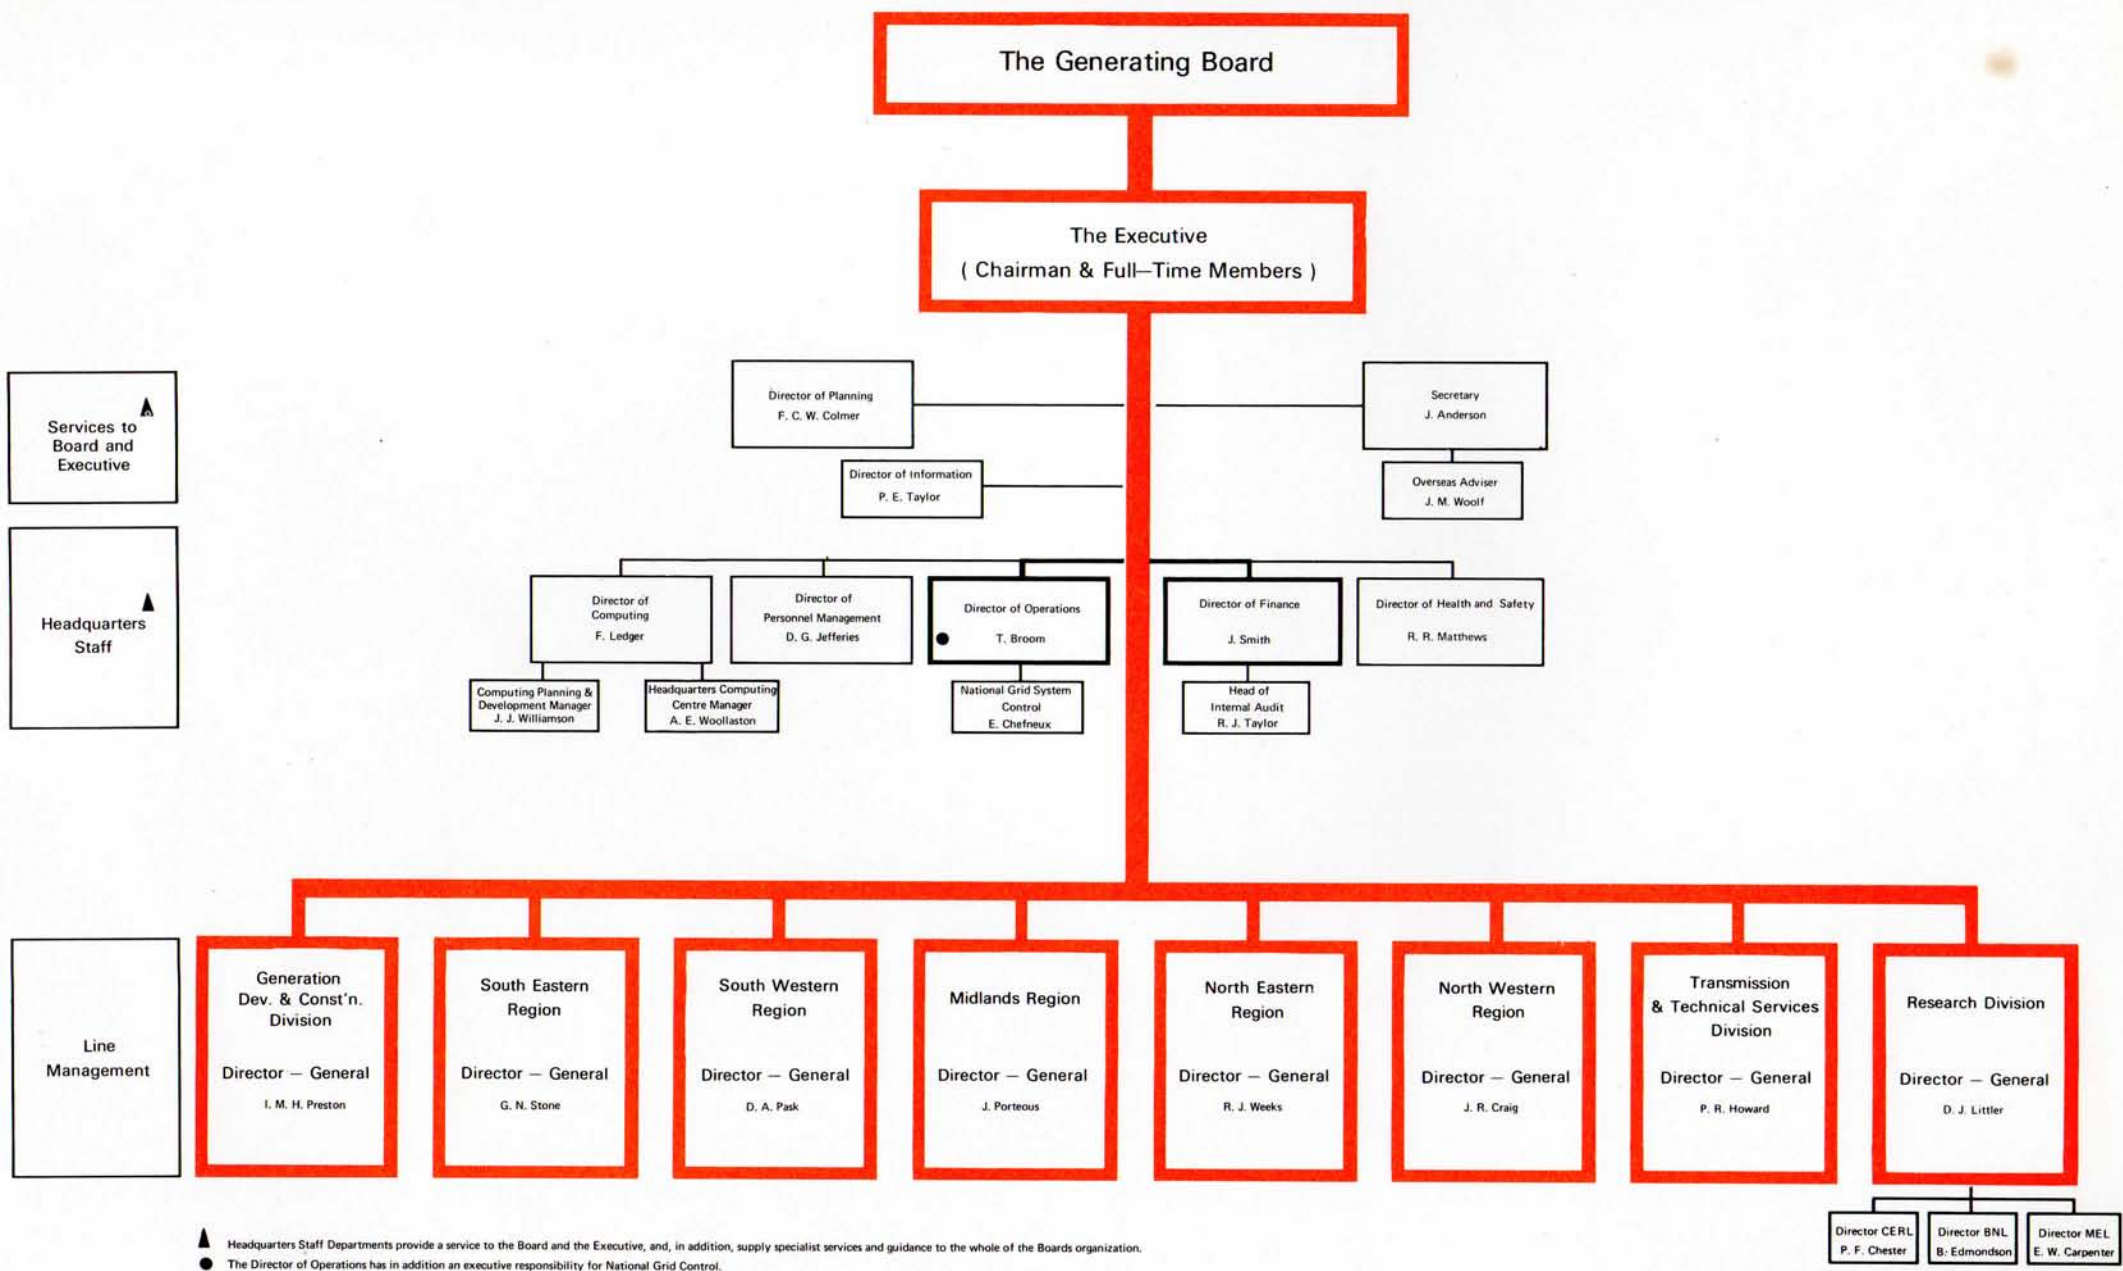 The Generating Board
The Executive
( Chairman & Full—Time Members )
Services to
Board and
Executive
Director of Planning
F. C. W. Colmer
Secretary
J. Anderson
Director of Information
P. E. Taylor
Overseas Adviser
J. M. Woolf
Headquarters
Staff
Director of
Computing
F. Ledger
Director of
Personnel Management
D. G. Jefferies
Director of Operations
T. Broom
Director of Finance
J. Smith
Director of Health and Safety
R. R. Matthews
Computing Planning &
Development Manager
J. J. Williamson
Headquarters Computing
Centre Manager
A. E. Woollaston
National Grid System
Control
E. Chefneux
Head of
Internal Audit
R. J. Taylor
Line
Management
Generation
Dev. & Const'n.
Division
Director — General
I. M. H. Preston
South Eastern
Region
Director — General
G. N. Stone
South Western
Region
Director — General
D. A. Pask
Midlands Region
Director — General
J. Porteous
North Eastern
Region
Director — General
R. J. Weeks
North Western
Region
Director — General
J. R. Craig
Transmission
& Technical Services
Division
Director — General
P. R. Howard
Research Division
Director — General
D. J. Littler
Director CERL
P. F. Chester
Director BNL
B. Edmondson
Director MEL
E. W. Carpenter
Headquarters Staff Departments provide a service to the Board and the Executive, and, in addition, supply specialist services and guidance to the whole of the Boards organization.
The Director of Operations has in addition an executive responsibility for National Grid Control.